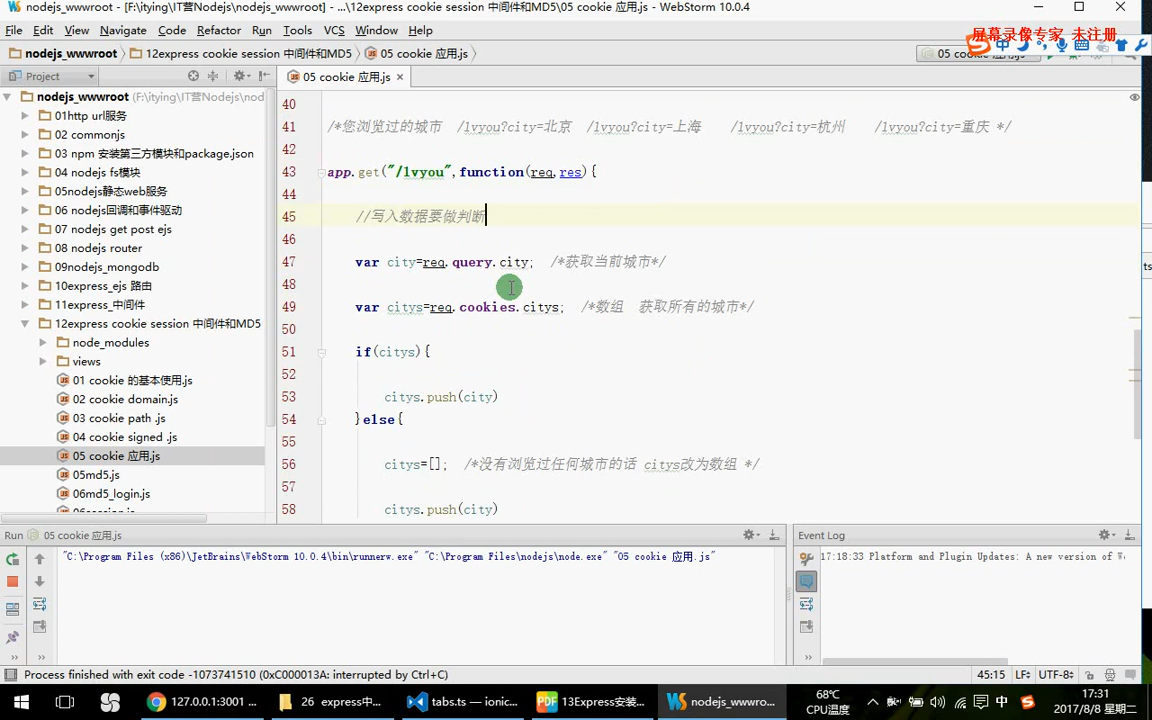 nodejs_wwwroot - [F:\itying\IT营Nodejs\nodejs_wwwroot] - ...\12express cookie session 中间件和MD5\05 cookie 应用.js - WebStorm 10.0.4
屏幕录像专家 未注册
File Edit View Navigate Code Refactor Run Tools VCS Window Help
nodejs_wwwroot 12express cookie session 中间件和MD5 05 cookie 应用.js
05 cookie
中
Project
05 cookie 应用.js
nodejs_wwwroot (F:\itying\IT营Nodejs\nod
01http url服务
02 commonjs
03 npm 安装第三方模块和package.json
04 nodejs fs模块
05nodejs静态web服务
06 nodejs回调和事件驱动
07 nodejs get post ejs
08 nodejs router
09nodejs_mongodb
10express_ejs 路由
11express_中间件
12express cookie session 中间件和MD5
node_modules
views
01 cookie 的基本使用.js
02 cookie domain.js
03 cookie path .js
04 cookie signed .js
05 cookie 应用.js
05md5.js
06md5_login.js
40
41 /*您浏览过的城市 /lvyou?city=北京 /lvyou?city=上海 /lvyou?city=杭州 /lvyou?city=重庆 */
42
43 app.get("/lvyou",function(req,res){
44
45 //写入数据要做判断
46
47 var city=req.query.city; /*获取当前城市*/
48
49 var citys=req.cookies.citys; /*数组 获取所有的城市*/
50
51 if(citys){
52
53 citys.push(city)
54 }else{
55
56 citys=[]; /*没有浏览过任何城市的话 citys改为数组 */
57
58 citys.push(city)
ts
Run 05 cookie 应用.js
"C:\Program Files (x86)\JetBrains\WebStorm 10.0.4\bin\runnerw.exe" "C:\Program Files\nodejs\node.exe" "05 cookie 应用.js"
Event Log
17:18:33 Platform and Plugin Updates: A new version of
Process finished with exit code -1073741510 (0xC000013A: interrupted by Ctrl+C)
45:15 LF÷ UTF-8÷
127.0.0.1:3001 ...
26 express中...
tabs.ts — ionic...
13Express安装...
nodejs_wwwro...
68℃
CPU温度
中
17:31
2017/8/8 星期二